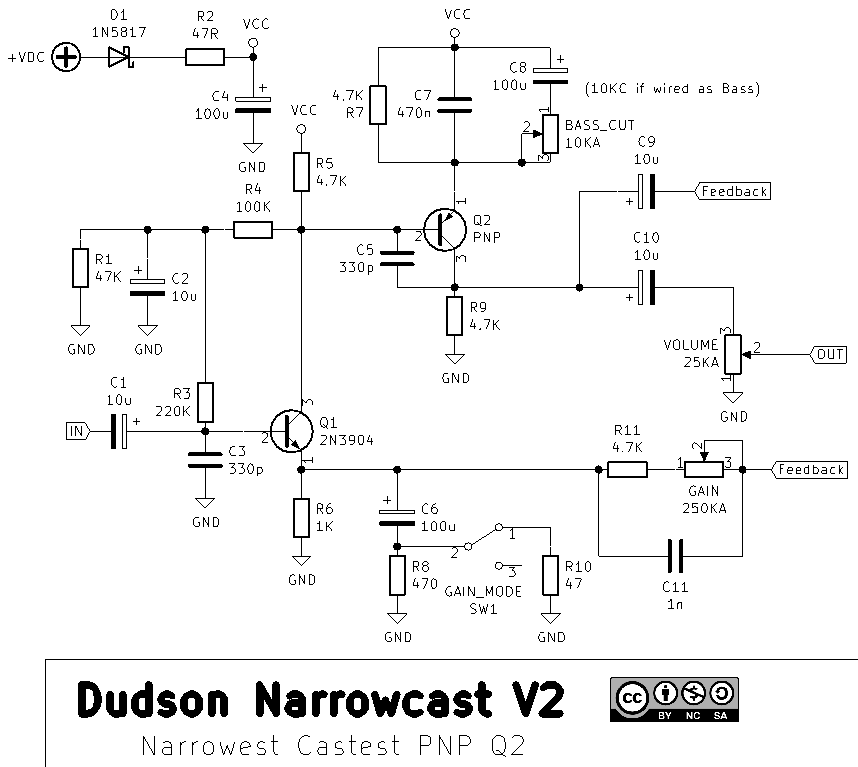 D1
1N5817
+VDC
R2
47R
VCC
C4
100u
+
GND
VCC
R5
4.7K
R4
100K
R1
47K
GND
+
C2
10u
GND
VCC
4.7K
R7
C7
470n
C8
100u
+
(10KC if wired as Bass)
1
2
3
BASS_CUT
10KA
1
2
3
Q2
PNP
C5
330p
R9
4.7K
GND
C9
10u
+
Feedback
C10
10u
+
VOLUME
25KA
3
2
1
OUT
GND
IN
C1
10u
+
R3
220K
C3
330p
GND
3
2
1
Q1
2N3904
R6
1K
GND
+
C6
100u
R8
470
GND
2
1
3
GAIN_MODE
SW1
R10
47
GND
R11
4.7K
1
2
3
GAIN
250KA
Feedback
C11
1n
Dudson Narrowcast V2
Narrowest Castest PNP Q2
cc
BY NC SA